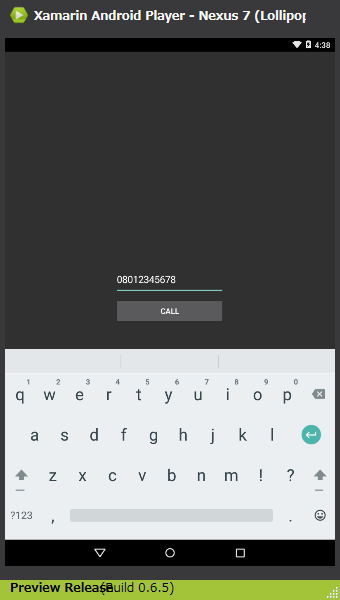 Xamarin Android Player - Nexus 7 (Lollipop
4:38
08012345678
CALL
1 2 3 4 5 6 7 8 9 0
q w e r t y u i o p
a s d f g h j k l
z x c v b n m ! ?
?123 , .
Preview Release (Build 0.6.5)